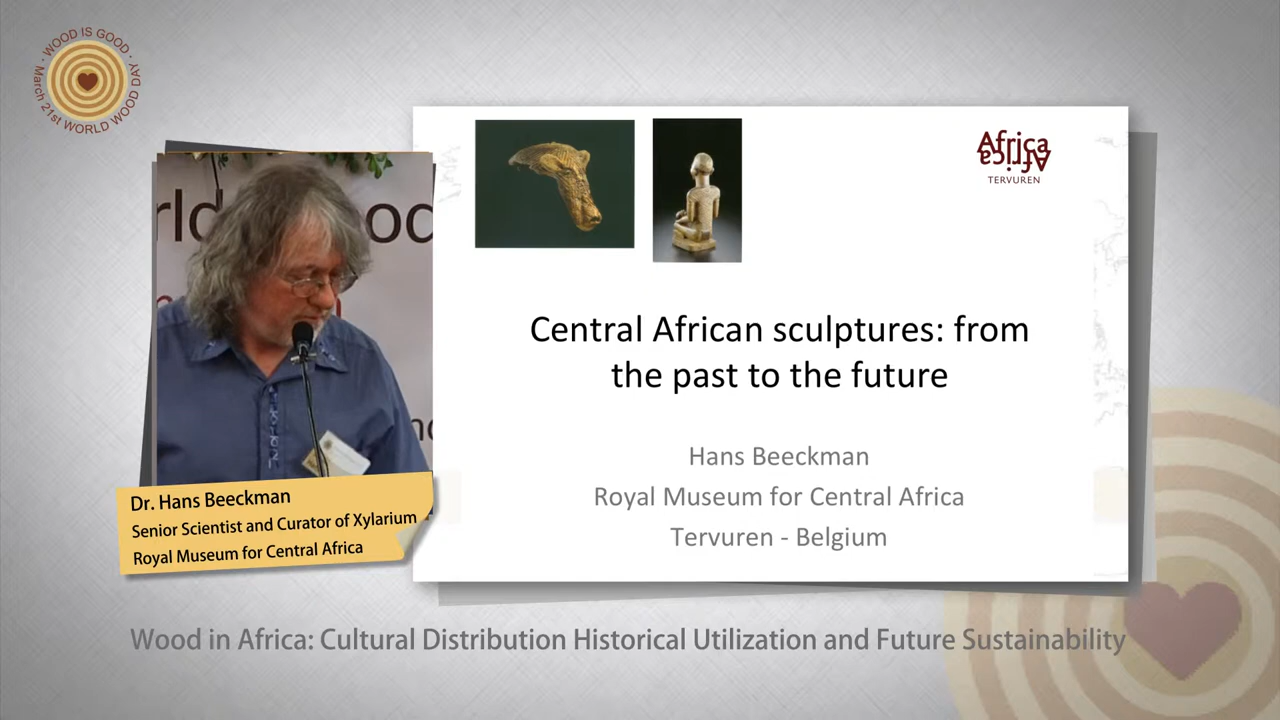 WOOD IS GOOD
March 21st WORLD WOOD DAY
Africa
Africa
TERVUREN
Central African sculptures: from
the past to the future
Hans Beeckman
Royal Museum for Central Africa
Tervuren - Belgium
Dr. Hans Beeckman
Senior Scientist and Curator of Xylarium
Royal Museum for Central Africa
Wood in Africa: Cultural Distribution Historical Utilization and Future Sustainability